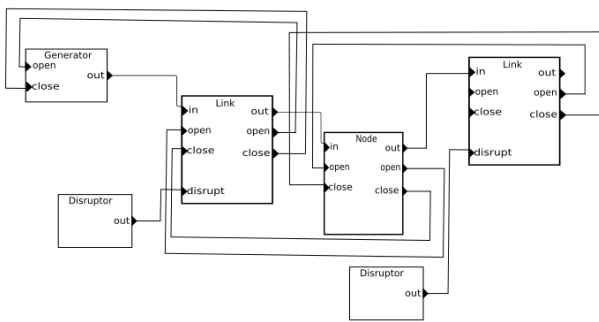 Generator
open
close
out
Link
in
out
open
open
close
close
disrupt
Disruptor
out
Node
in
out
open
open
close
close
Link
in
out
open
open
close
close
disrupt
Disruptor
out